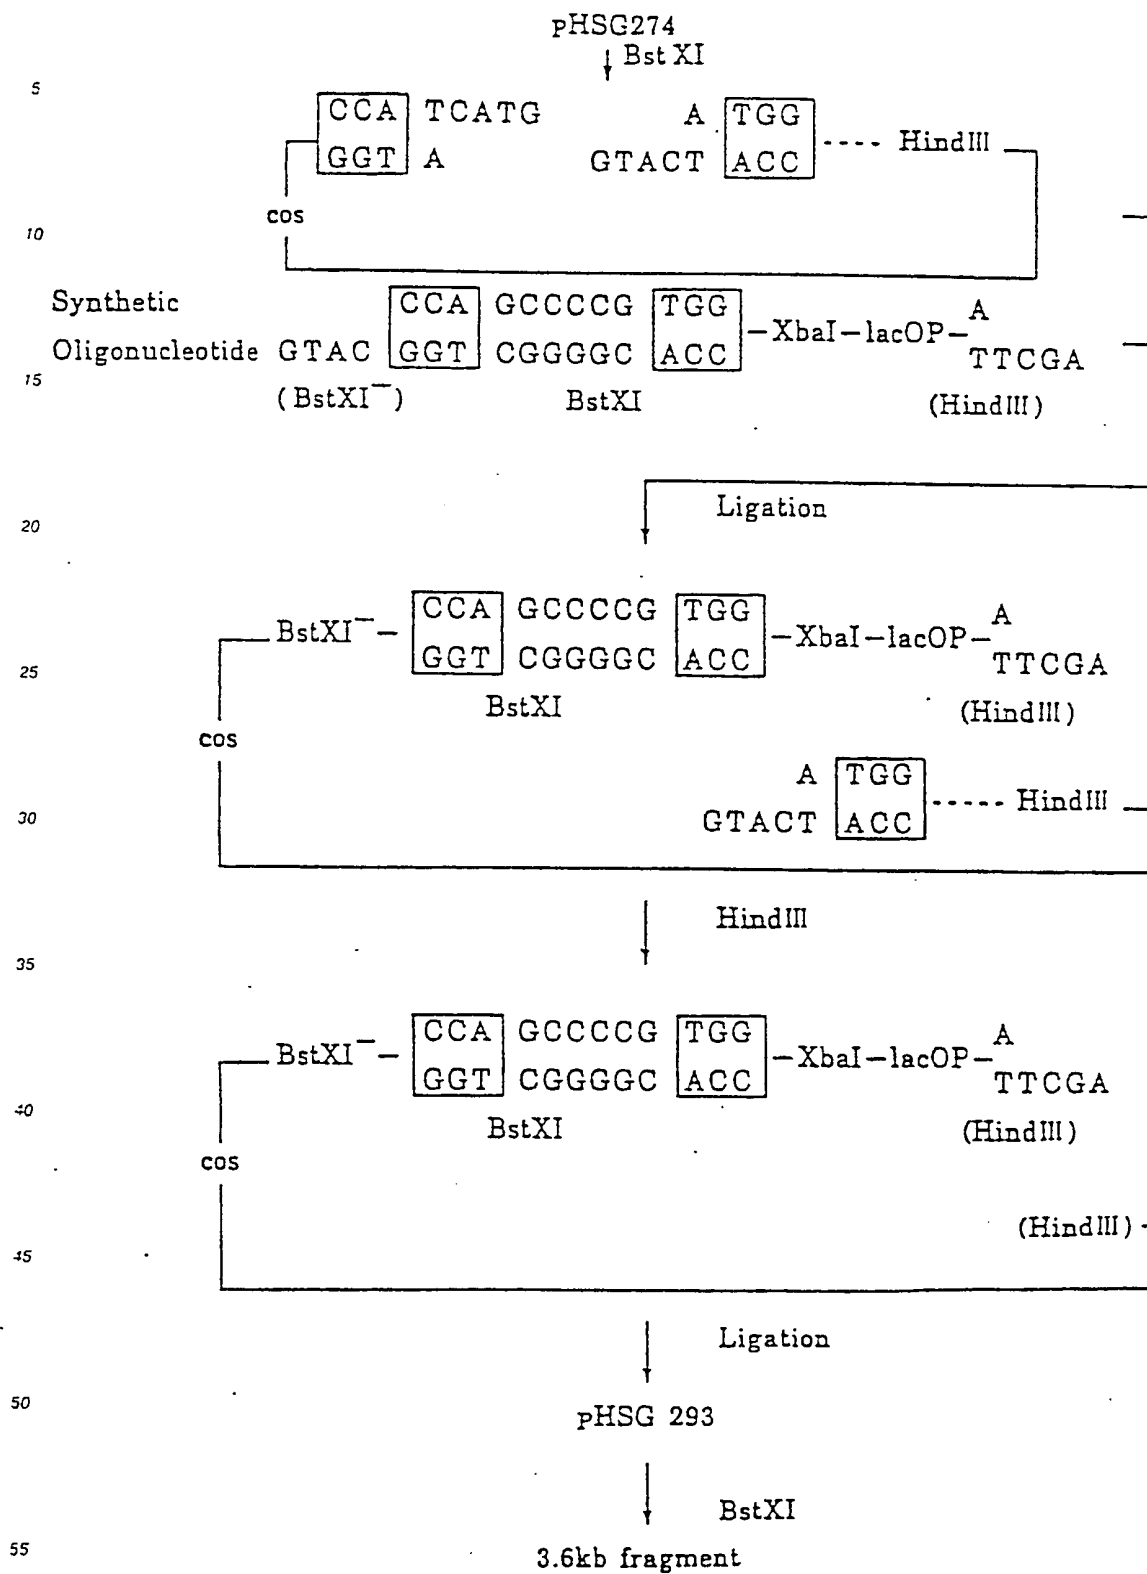 pHSG274
Bst XI
5
CCA TCATG A TGG
GGT A GTACT ACC ---- HindIII
cos
10
Synthetic CCA GCCCCG TGG A
Oligonucleotide GTAC GGT CGGGGC ACC —XbaI—lacOP— TTCGA
15
(BstXI⁻) BstXI (HindIII)
Ligation
20
BstXI⁻— CCA GCCCCG TGG —XbaI—lacOP— A
GGT CGGGGC ACC TTCGA
25
BstXI (HindIII)
cos
A TGG
30
GTACT ACC ----- HindIII
HindIII
35
BstXI⁻— CCA GCCCCG TGG —XbaI—lacOP— A
GGT CGGGGC ACC TTCGA
40
BstXI (HindIII)
cos
(HindIII)
45
Ligation
50
pHSG 293
BstXI
55
3.6kb fragment